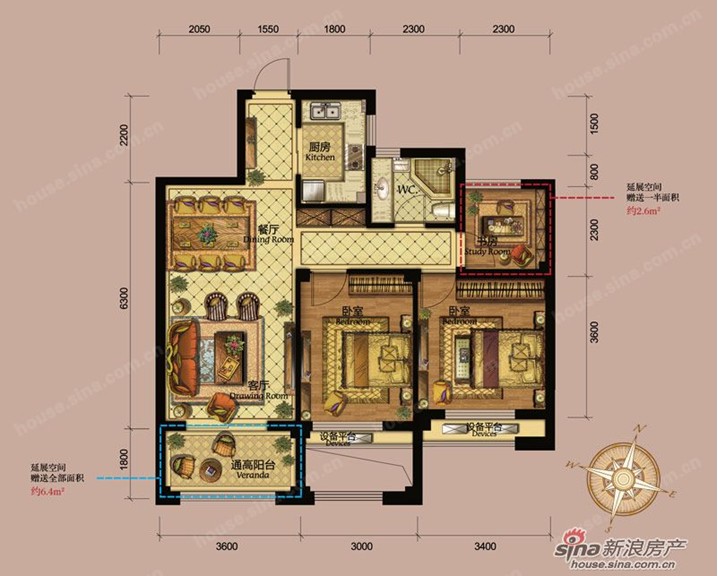 2050 1550 1800 2300 2300
2200
6300
1800
1500
800
2300
3600
厨房
Kitchen
WC.
餐厅
Dining Room
书房
Study Room
卧室
Bedroom
卧室
Bedroom
客厅
Drawing Room
设备平台
Devices
设备平台
Devices
通高阳台
Veranda
延展空间
赠送一半面积
约2.6m²
延展空间
赠送全部面积
约6.4m²
3600 3000 3400
N
W
E
S
sina新浪房产
house.sina.com.cn
house.sina.com.cn